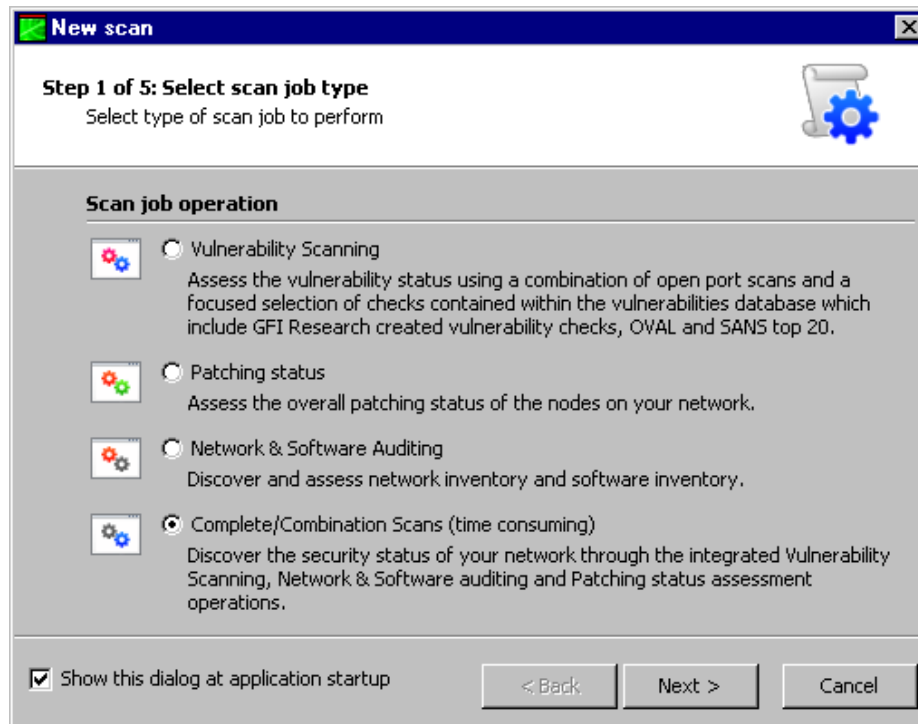 New scan
Step 1 of 5: Select scan job type
Select type of scan job to perform
Scan job operation
Vulnerability Scanning
Assess the vulnerability status using a combination of open port scans and a
focused selection of checks contained within the vulnerabilities database which
include GFI Research created vulnerability checks, OVAL and SANS top 20.
Patching status
Assess the overall patching status of the nodes on your network.
Network & Software Auditing
Discover and assess network inventory and software inventory.
Complete/Combination Scans (time consuming)
Discover the security status of your network through the integrated Vulnerability
Scanning, Network & Software auditing and Patching status assessment
operations.
Show this dialog at application startup
< Back
Next >
Cancel